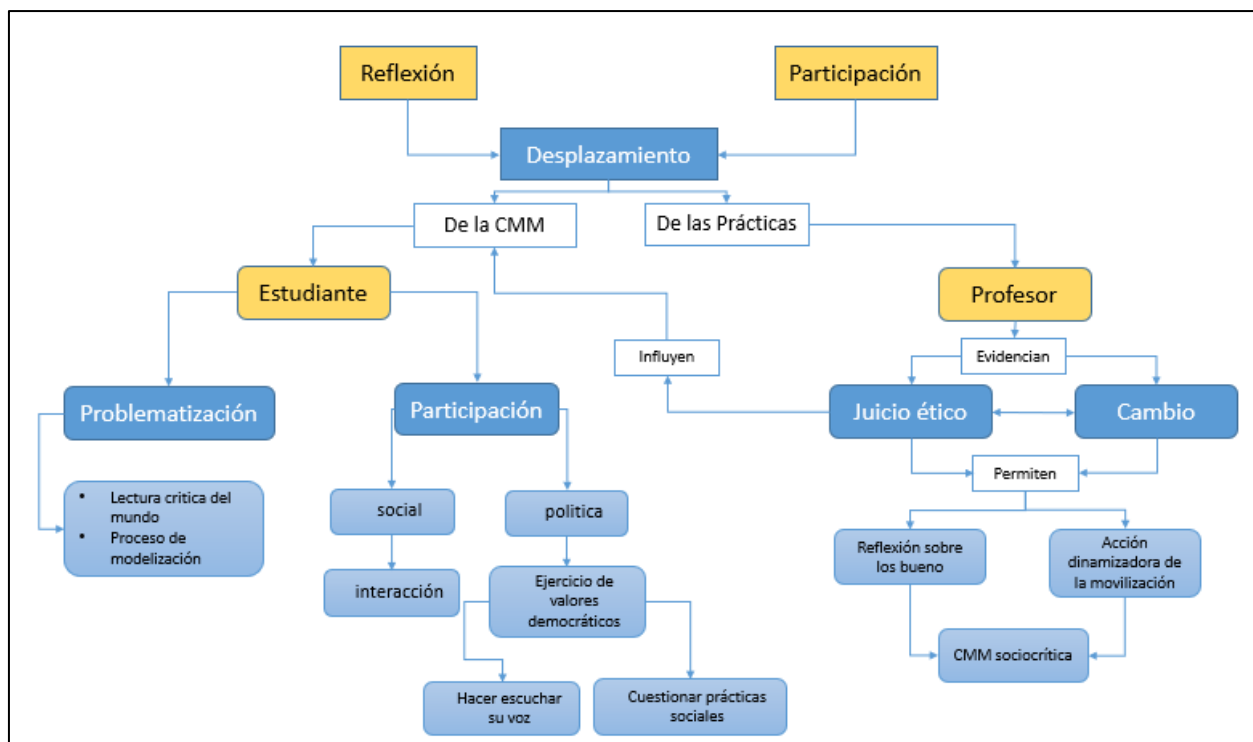 Reflexión
Participación
Desplazamiento
De la CMM
De las Prácticas
Estudiante
Profesor
Influyen
Evidencian
Problematización
Participación
Juicio ético
Cambio
Permiten
• Lectura critica del
mundo
• Proceso de
modelización
social
politica
Reflexión sobre
los bueno
Acción
dinamizadora de
la movilización
interacción
Ejercicio de
valores
democráticos
CMM sociocrítica
Hacer escuchar
su voz
Cuestionar prácticas
sociales